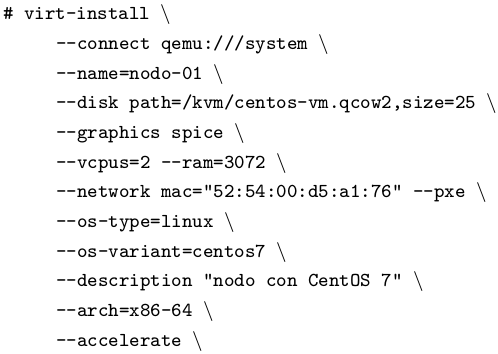 # virt-install \
--connect qemu:///system \
--name=nodo-01 \
--disk path=/kvm/centos-vm.qcow2,size=25 \
--graphics spice \
--vcpus=2 --ram=3072 \
--network mac="52:54:00:d5:a1:76" --pxe \
--os-type=linux \
--os-variant=centos7 \
--description "nodo con CentOS 7" \
--arch=x86-64 \
--accelerate \